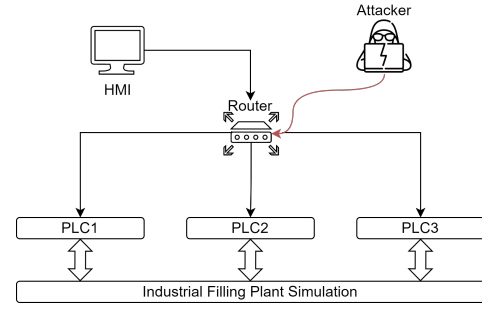 Attacker
HMI
Router
PLC1
PLC2
PLC3
Industrial Filling Plant Simulation